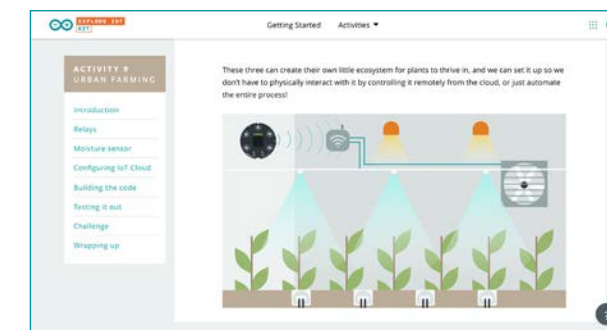 EXPLORE IOT
KIT
Getting Started Activities
ACTIVITY 9
URBAN FARMING
Introduction
Relays
Moisture sensor
Configuring IoT Cloud
Building the code
Testing it out
Challenge
Wrapping up
These three can create their own little ecosystem for plants to thrive in, and we can set it up so we
don't have to physically interact with it by controlling it remotely from the cloud, or just automate
the entire process!